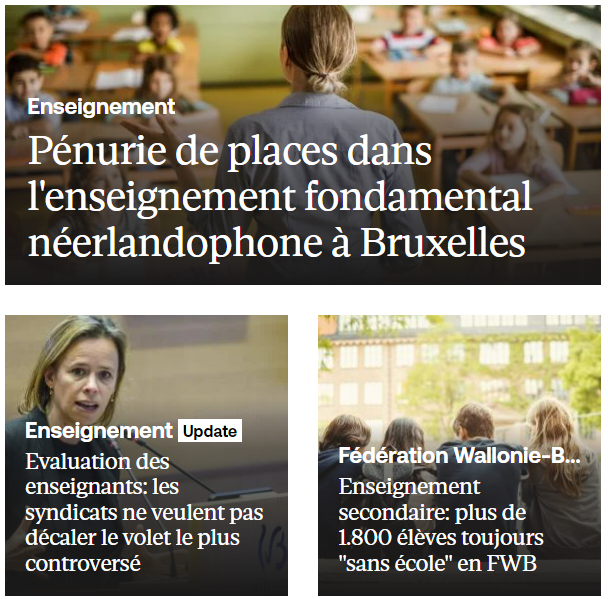 Enseignement
Pénurie de places dans
l'enseignement fondamental
néerlandophone à Bruxelles
Enseignement Update
Evaluation des
enseignants: les
syndicats ne veulent pas
décaler le volet le plus
controversé
Fédération Wallonie-B...
Enseignement
secondaire: plus de
1.800 élèves toujours
"sans école" en FWB